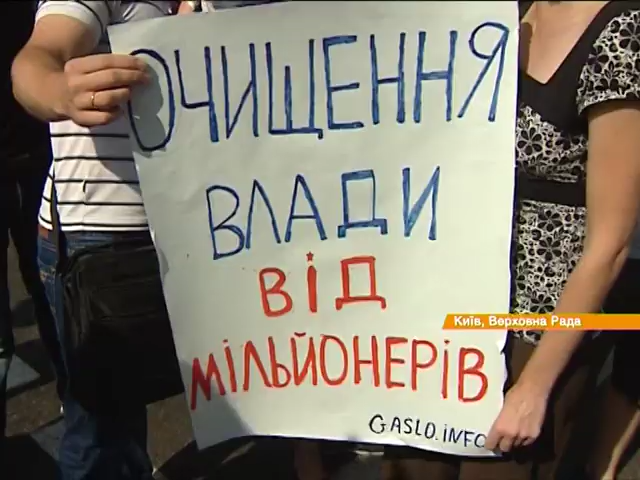 ОЧИЩЕННЯ
ВЛАДИ
ВІД
МІЛЬЙОНЕРІВ
GASLO.INFO
Київ, Верховна Рада